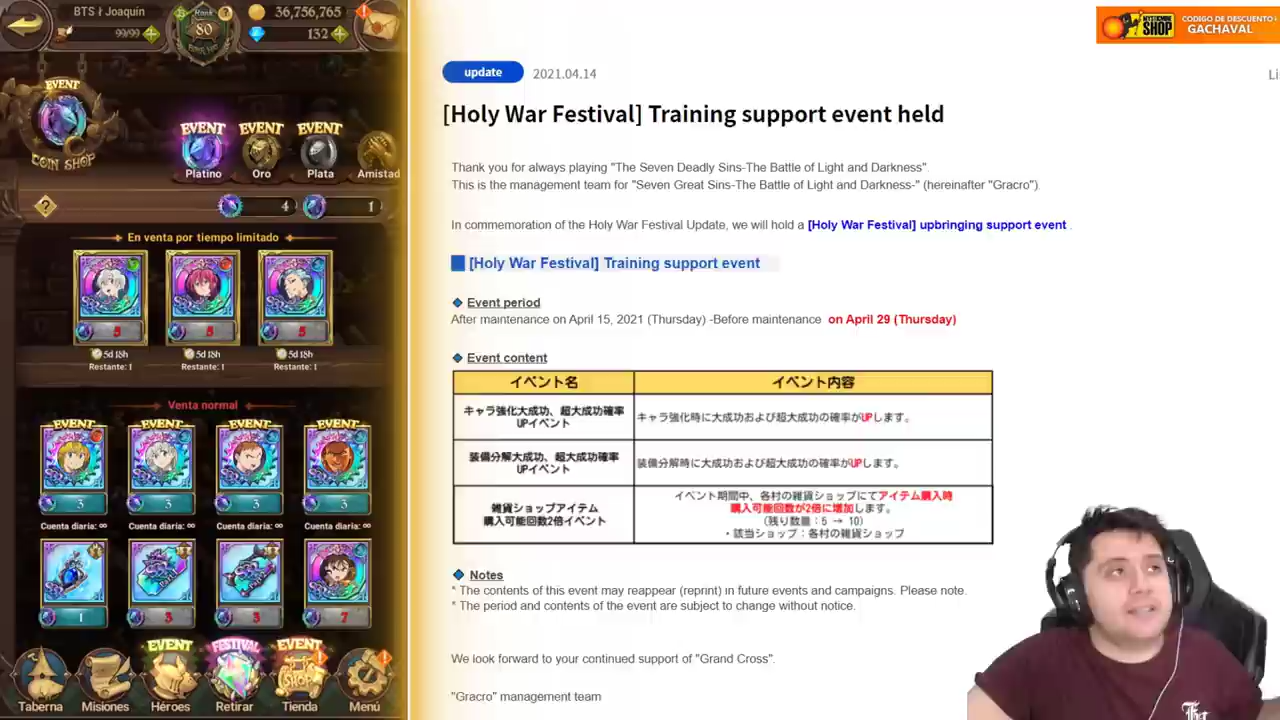 BTS ł Joaquín
99/99
Rank
80
36,756,765
132
EVENT
COIN SHOP
EVENT
EVENT
EVENT
Platino
Oro
Plata
Amistad
?
4
1
En venta por tiempo limitado
5
5
5
5d 18h
5d 18h
5d 18h
Restante: 1
Restante: 1
Restante: 1
Venta normal
EVENT
EVENT
EVENT
EVENT
3
3
3
3
Cuenta diaria: ∞
Cuenta diaria: ∞
Cuenta diaria: ∞
Cuenta diaria: ∞
1
3
3
7
EVENT
FESTIVAL
EVENT
SHOP
Taberna
Misiones
Héroes
Retirar
Tienda
Menú
SHOP
CODIGO DE DESCUENTO
GACHAVAL
update
2021.04.14
Li
[Holy War Festival] Training support event held
Thank you for always playing "The Seven Deadly Sins-The Battle of Light and Darkness".
This is the management team for "Seven Great Sins-The Battle of Light and Darkness-" (hereinafter "Gracro").
In commemoration of the Holy War Festival Update, we will hold a [Holy War Festival] upbringing support event .
[Holy War Festival] Training support event
Event period
After maintenance on April 15, 2021 (Thursday) -Before maintenance on April 29 (Thursday)
Event content
イベント名
イベント内容
キャラ強化大成功、超大成功確率
UPイベント
キャラ強化時に大成功および超大成功の確率がUPします。
装備分解大成功、超大成功確率
UPイベント
装備分解時に大成功および超大成功の確率がUPします。
雑貨ショップアイテム
購入可能回数2倍イベント
イベント期間中、各村の雑貨ショップにてアイテム購入時
購入可能回数が2倍に増加します。
(残り数量：5 → 10)
・該当ショップ：各村の雑貨ショップ
Notes
* The contents of this event may reappear (reprint) in future events and campaigns. Please note.
* The period and contents of the event are subject to change without notice.
We look forward to your continued support of "Grand Cross".
"Gracro" management team